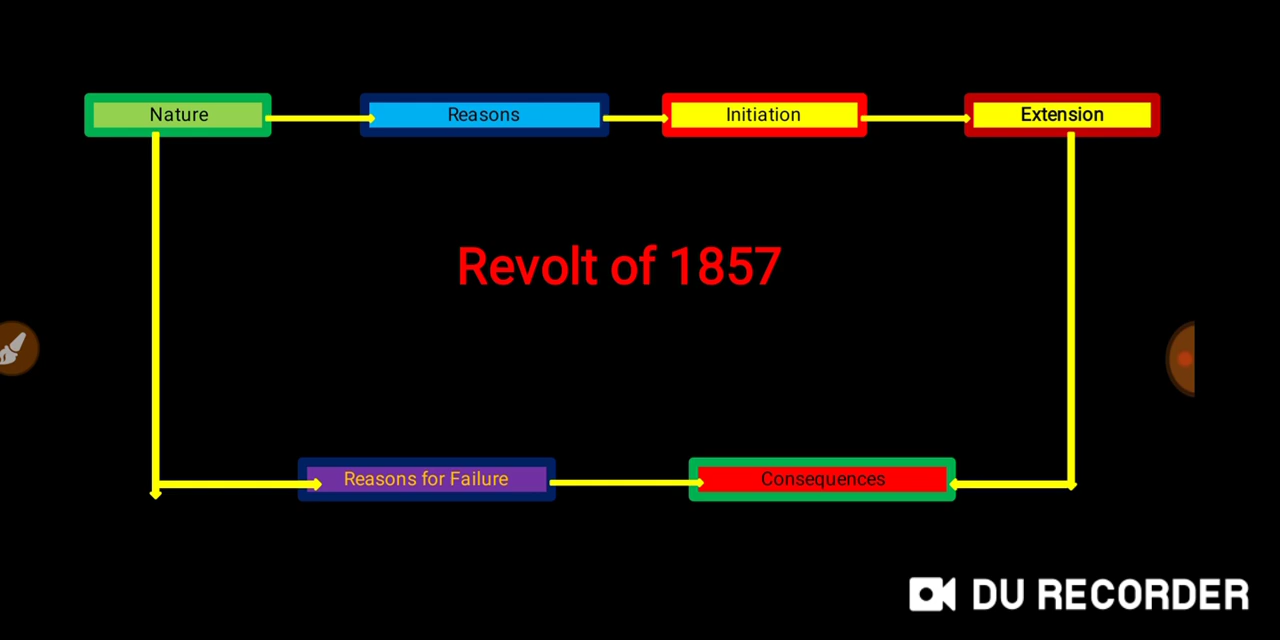 Nature
Reasons
Initiation
Extension
Revolt of 1857
Reasons for Failure
Consequences
DU RECORDER